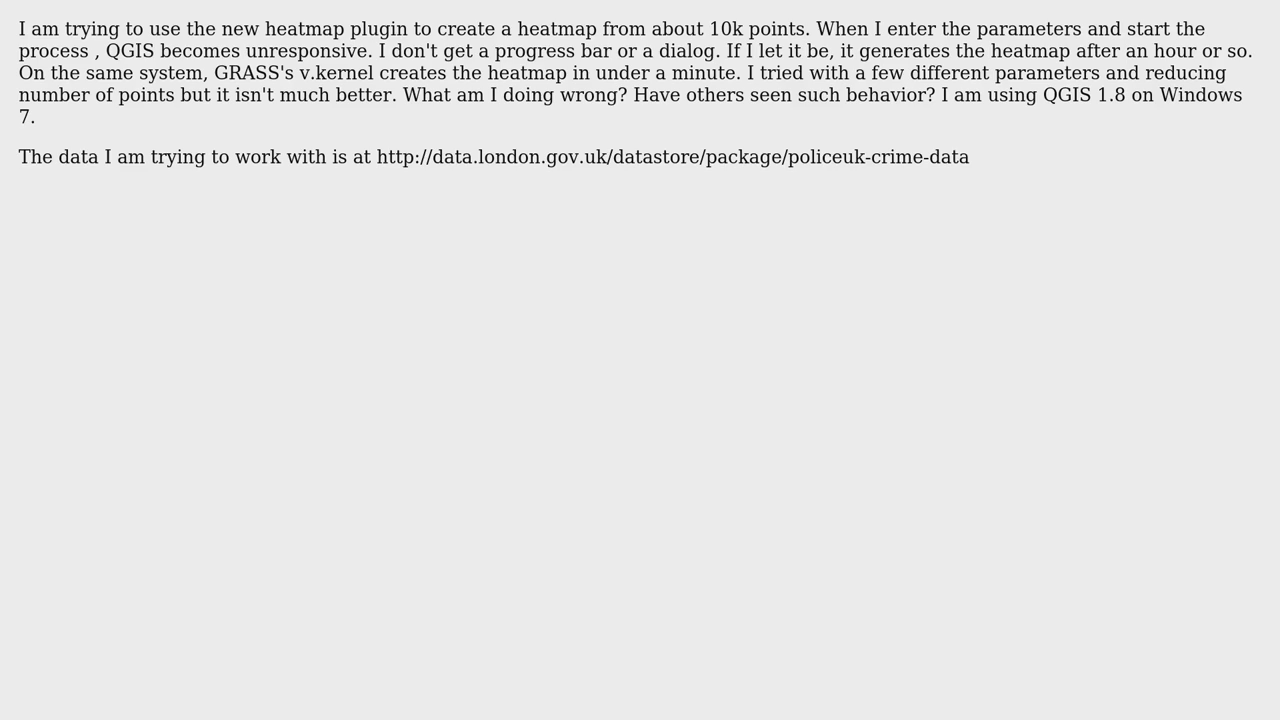 I am trying to use the new heatmap plugin to create a heatmap from about 10k points. When I enter the parameters and start the
process , QGIS becomes unresponsive. I don't get a progress bar or a dialog. If I let it be, it generates the heatmap after an hour or so.
On the same system, GRASS's v.kernel creates the heatmap in under a minute. I tried with a few different parameters and reducing
number of points but it isn't much better. What am I doing wrong? Have others seen such behavior? I am using QGIS 1.8 on Windows
7.
The data I am trying to work with is at http://data.london.gov.uk/datastore/package/policeuk-crime-data